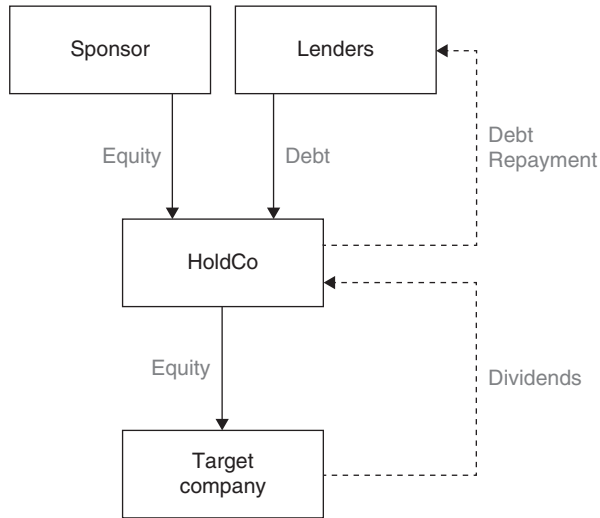 Sponsor
Lenders
Equity
Debt
Debt
Repayment
HoldCo
Equity
Dividends
Target
company